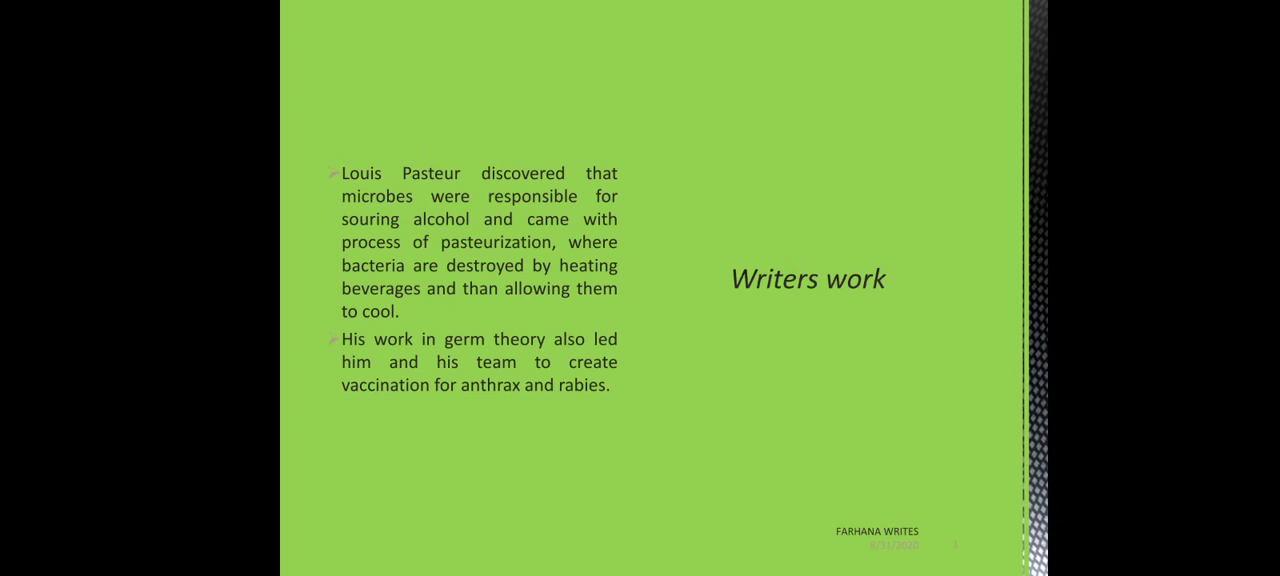 Louis Pasteur discovered that
microbes were responsible for
souring alcohol and came with
process of pasteurization, where
bacteria are destroyed by heating
beverages and than allowing them
to cool.
His work in germ theory also led
him and his team to create
vaccination for anthrax and rabies.
Writers work
FARHANA WRITES